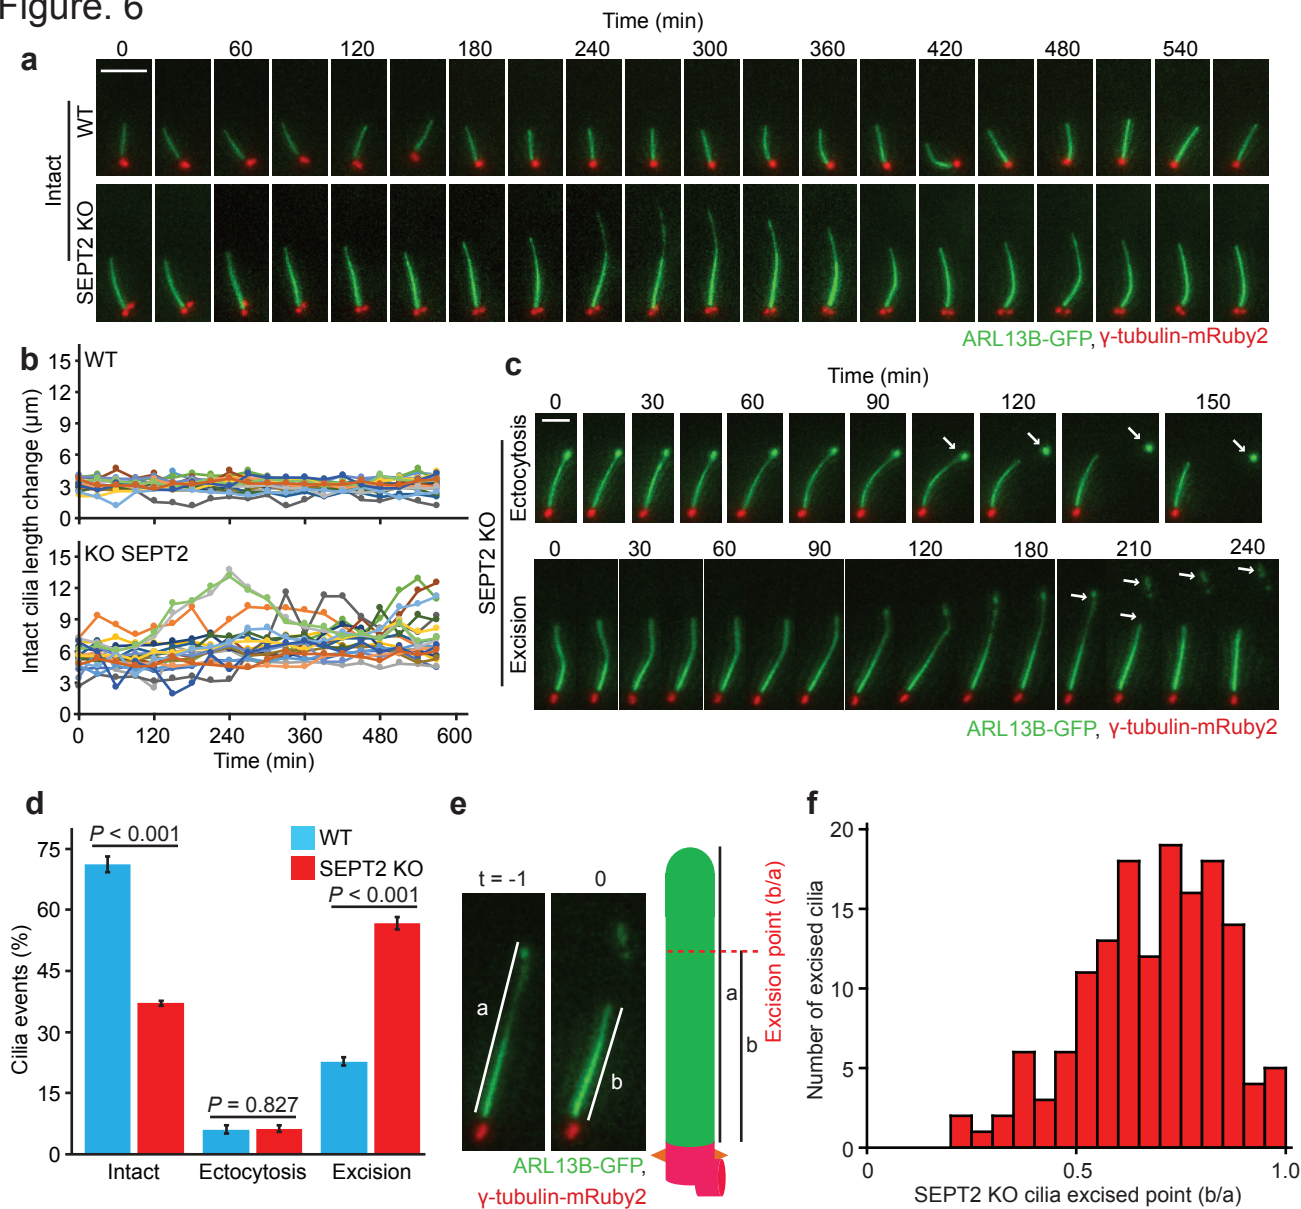 Figure. 6
Time (min)
a
0 60 120 180 240 300 360 420 480 540
Intact
WT
SEPT2 KO
ARL13B-GFP, γ-tubulin-mRuby2
b
Intact cilia length change (μm)
WT
15
12
9
6
3
0
KO SEPT2
15
12
9
6
3
0
0 120 240 360 480 600
Time (min)
c
Time (min)
0 30 60 90 120 150
SEPT2 KO
Ectocytosis
0 30 60 90 120 180 210 240
Excision
ARL13B-GFP, γ-tubulin-mRuby2
d
Cilia events (%)
75
60
45
30
15
0
P < 0.001
WT
SEPT2 KO
P < 0.001
P = 0.827
Intact Ectocytosis Excision
e
t = -1 0
a
b
ARL13B-GFP,
γ-tubulin-mRuby2
a
b
Excision point (b/a)
f
Number of excised cilia
20
15
10
5
0
0 0.5 1.0
SEPT2 KO cilia excised point (b/a)